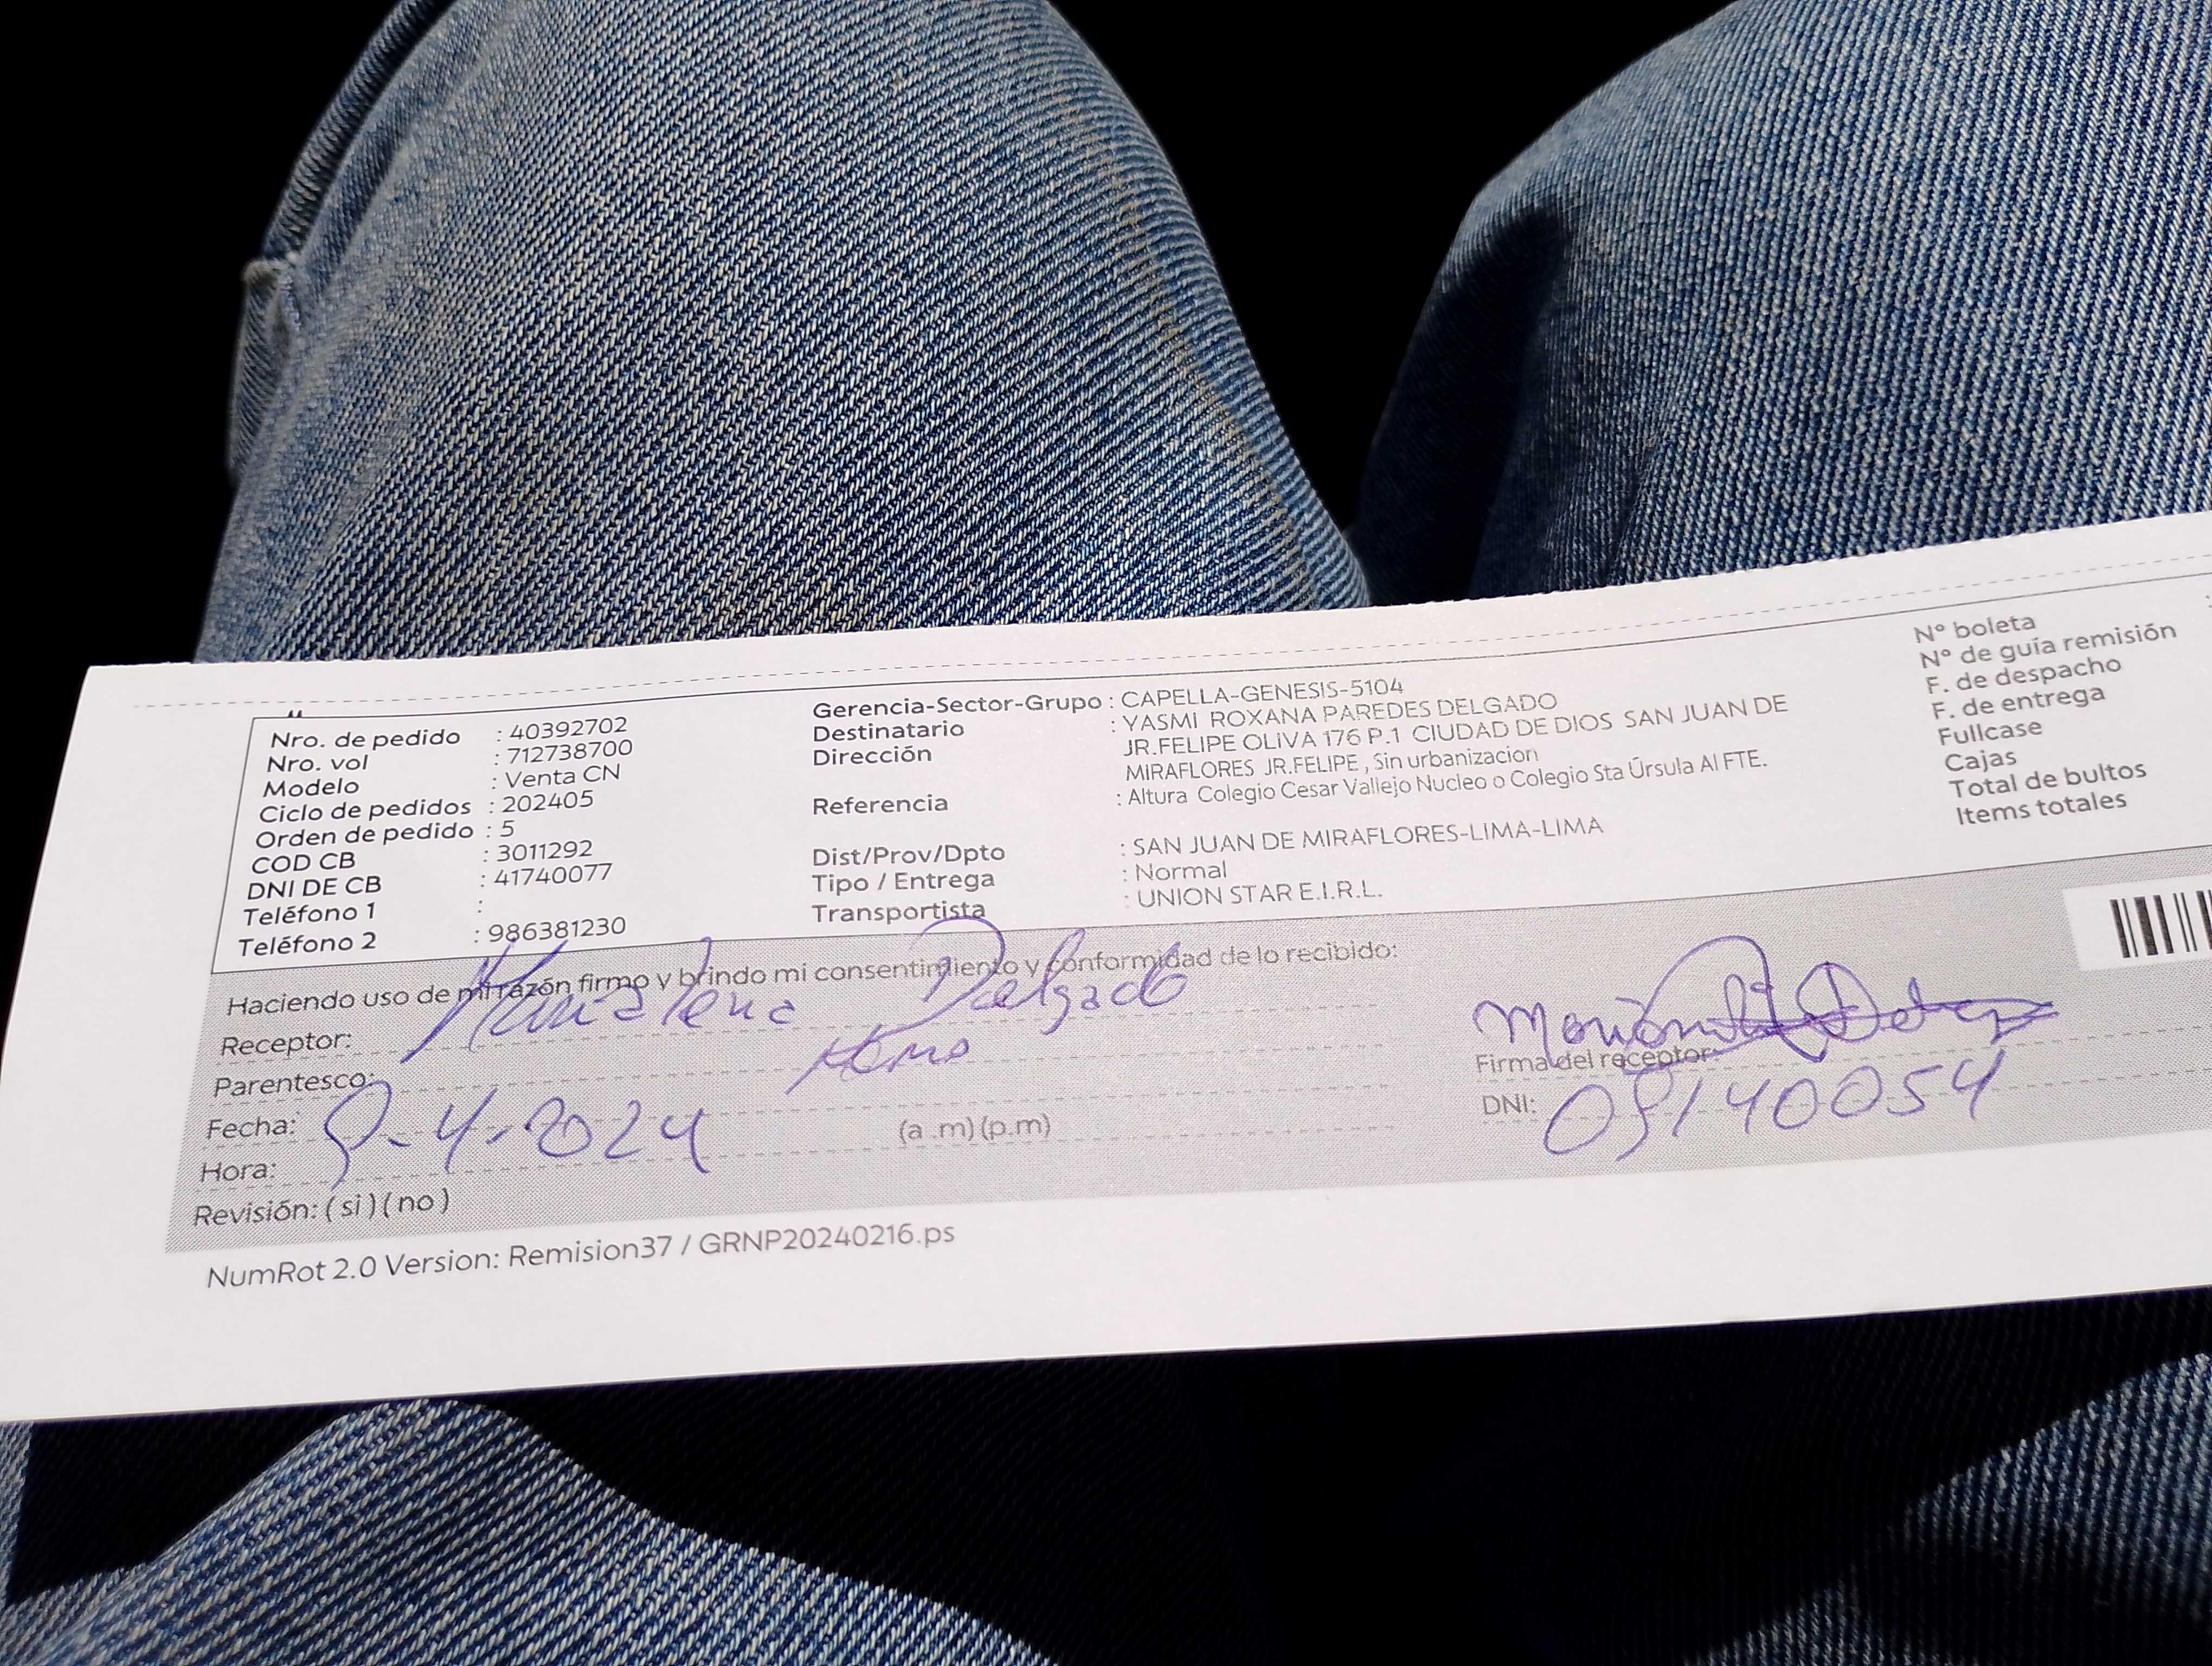 Nro. de pedido : 40392702
Nro. vol : 712738700
Modelo : Venta CN
Ciclo de pedidos : 202405
Orden de pedido : 5
COD CB : 3011292
DNI DE CB : 41740077
Teléfono 1 :
Teléfono 2 : 986381230
Gerencia-Sector-Grupo : CAPELLA-GENESIS-5104
Destinatario : YASMI ROXANA PAREDES DELGADO
Dirección JR.FELIPE OLIVA 176 P.1 CIUDAD DE DIOS SAN JUAN DE
MIRAFLORES JR.FELIPE , Sin urbanizacion
Referencia : Altura Colegio Cesar Vallejo Nucleo o Colegio Sta Úrsula Al FTE.
Dist/Prov/Dpto : SAN JUAN DE MIRAFLORES-LIMA-LIMA
Tipo / Entrega : Normal
Transportista : UNION STAR E.I.R.L.
N° boleta
N° de guía remisión
F. de despacho
F. de entrega
Fullcase
Cajas
Total de bultos
Items totales
Haciendo uso de mi razón firmo y brindo mi consentimiento y conformidad de lo recibido:
Receptor: Delgado
Parentesco:
Fecha: 9-4-2024
Hora: (a .m) (p.m)
Revisión: ( si ) ( no )
Firma del receptor:
DNI: 09140054
NumRot 2.0 Version: Remision37 / GRNP20240216.ps